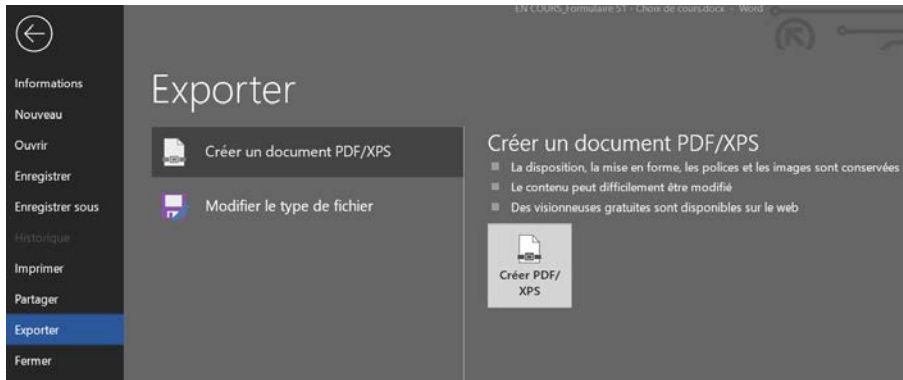 EN COURS_Formulaire S1 - Choix de cours.docx - Word
Informations
Nouveau
Ouvrir
Enregistrer
Enregistrer sous
Historique
Imprimer
Partager
Exporter
Fermer
Exporter
Créer un document PDF/XPS
Modifier le type de fichier
Créer un document PDF/XPS
La disposition, la mise en forme, les polices et les images sont conservées
Le contenu peut difficilement être modifié
Des visionneuses gratuites sont disponibles sur le web
Créer PDF/
XPS